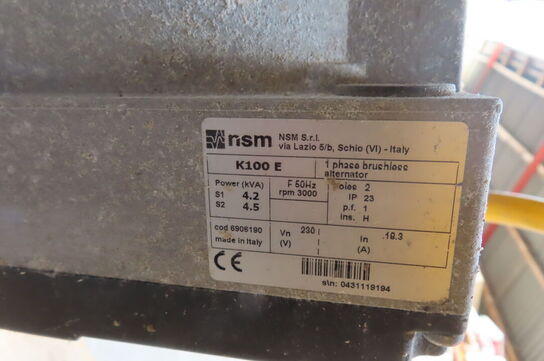 nsm
NSM S.r.l.
via Lazio 5/b, Schio (VI) - Italy
K100 E
1 phase brushless
alternator
Power (kVA)
S1 4.2
S2 4.5
F 50Hz
rpm 3000
poles 2
IP 23
p.f. 1
ins. H
cod 6906190
made in Italy
Vn 230
(V)
In 18.3
(A)
CE
s\n: 0431119194